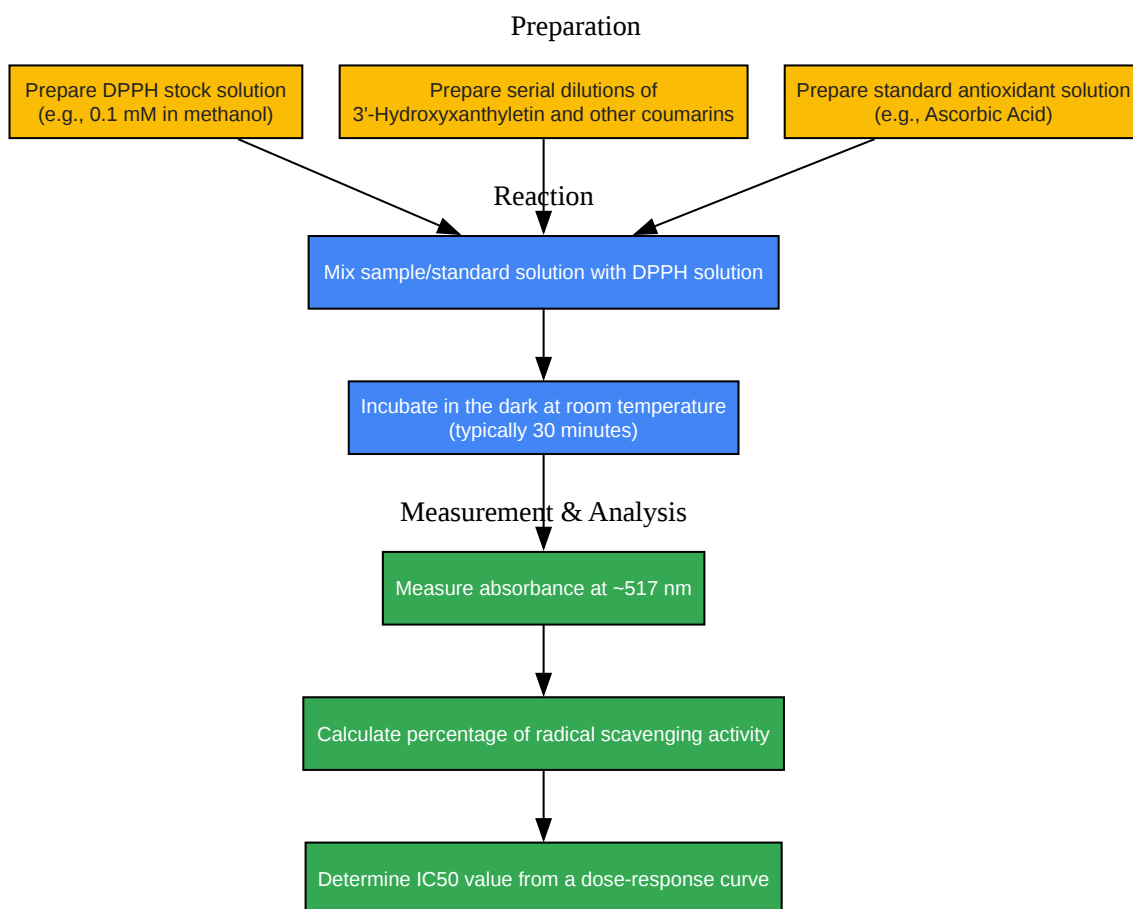 Preparation
Prepare DPPH stock solution
(e.g., 0.1 mM in methanol)
Prepare serial dilutions of
3'-Hydroxyxanthyletin and other coumarins
Prepare standard antioxidant solution
(e.g., Ascorbic Acid)
Reaction
Mix sample/standard solution with DPPH solution
Incubate in the dark at room temperature
(typically 30 minutes)
Measurement & Analysis
Measure absorbance at ~517 nm
Calculate percentage of radical scavenging activity
Determine IC50 value from a dose-response curve